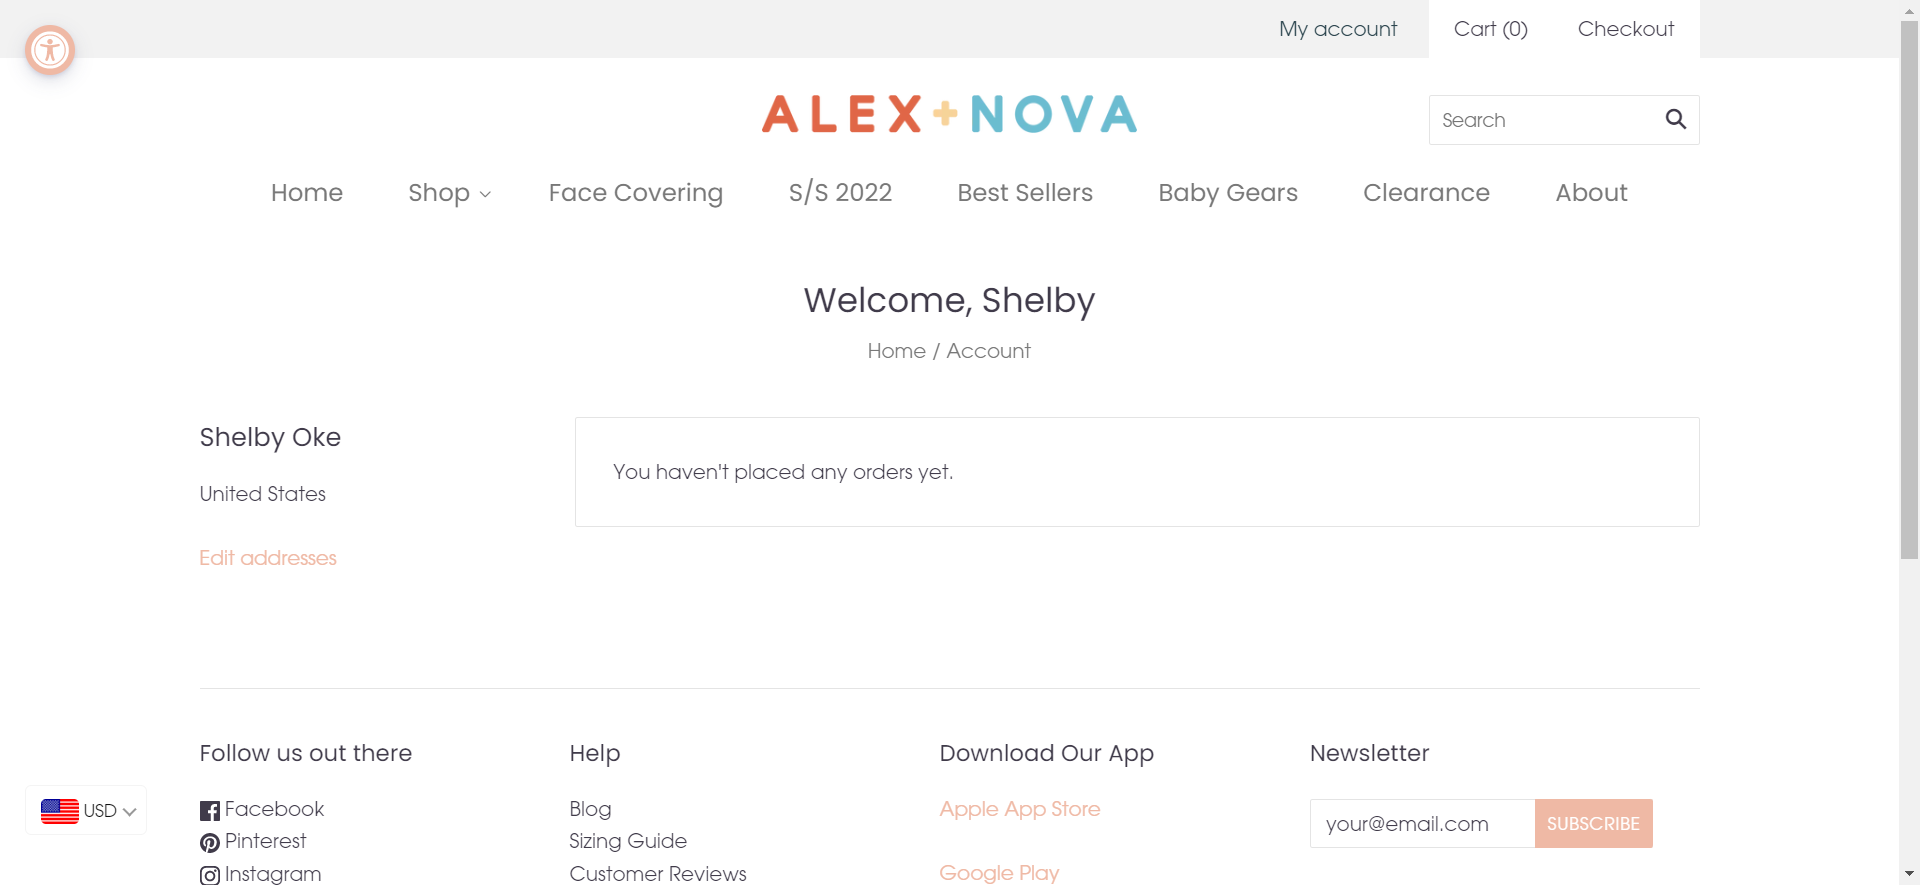 My account
Cart (0)
Checkout
ALEX+NOVA
Search
Home
Shop
Face Covering
S/S 2022
Best Sellers
Baby Gears
Clearance
About
Welcome, Shelby
Home / Account
Shelby Oke
United States
Edit addresses
You haven't placed any orders yet.
Follow us out there
Facebook
Pinterest
Instagram
Help
Blog
Sizing Guide
Customer Reviews
Download Our App
Apple App Store
Google Play
Newsletter
your@email.com
SUBSCRIBE
USD